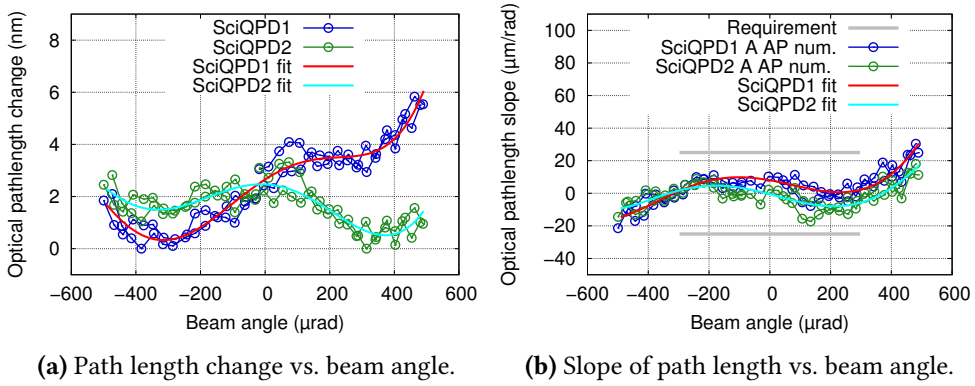 Optical pathlength change (nm)
8
6
4
2
0
SciQPD1
SciQPD2
SciQPD1 fit
SciQPD2 fit
−600 −400 −200 0 200 400 600
Beam angle (μrad)
(a) Path length change vs. beam angle.
Optical pathlength slope (μm/rad)
100
80
60
40
20
0
−20
−40
Requirement
SciQPD1 A AP num.
SciQPD2 A AP num.
SciQPD1 fit
SciQPD2 fit
−600 −400 −200 0 200 400 600
Beam angle (μrad)
(b) Slope of path length vs. beam angle.